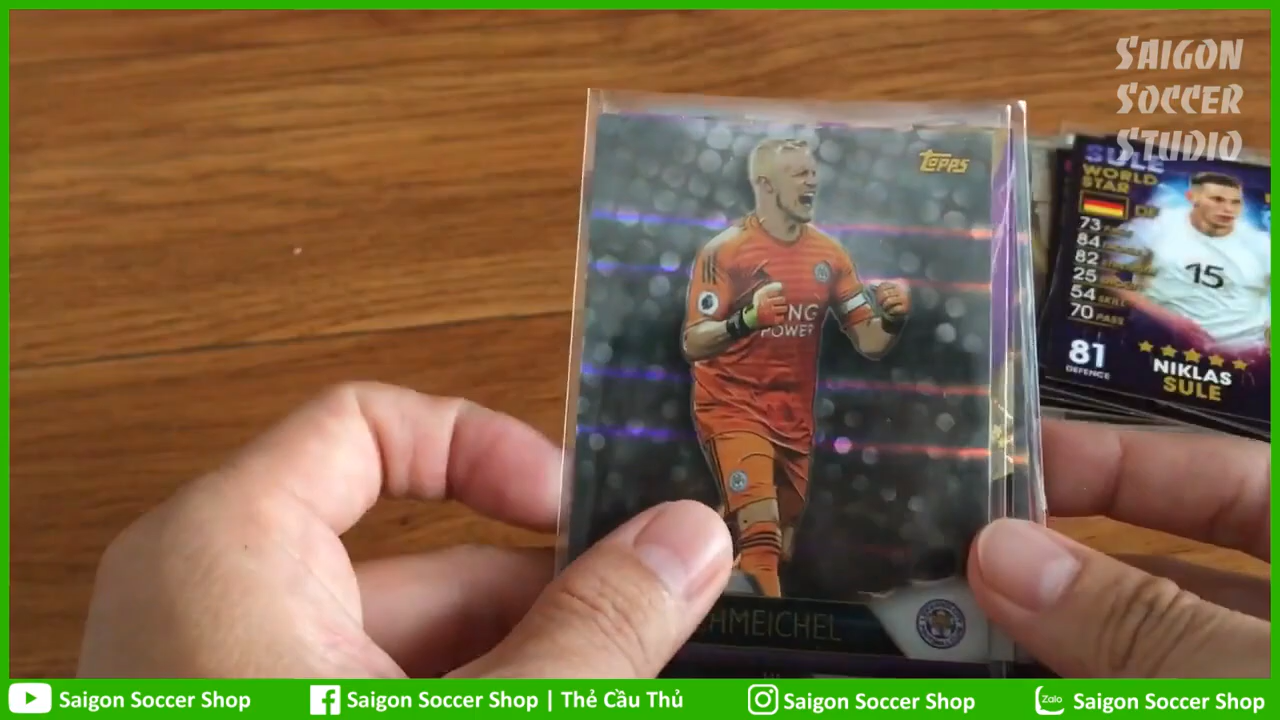 SAIGON
SOCCER
STUDIO
TOPPS
NG
POWER
HMEICHEL
SULE
WORLD
STAR
73
84
82
25
54 SKILL
70 PASS
81
DEFENCE
15
NIKLAS
SULE
Saigon Soccer Shop
Saigon Soccer Shop | Thẻ Cầu Thủ
Saigon Soccer Shop
Zalo
Saigon Soccer Shop